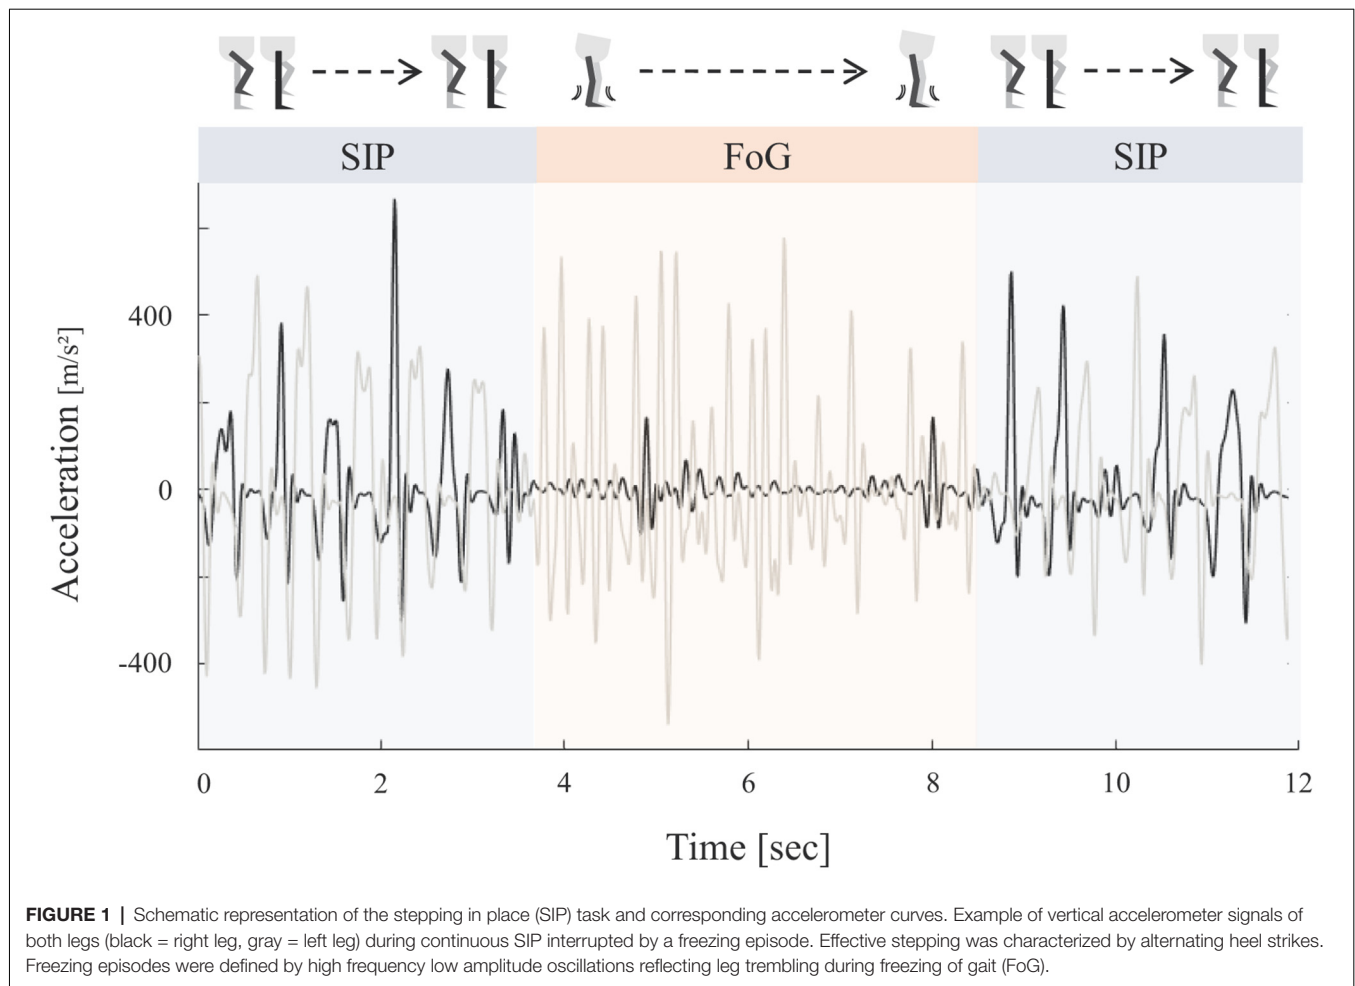 SIP FoG SIP
400
0
-400
Acceleration [m/s²]
0 2 4 6 8 10 12
Time [sec]
FIGURE 1 | Schematic representation of the stepping in place (SIP) task and corresponding accelerometer curves. Example of vertical accelerometer signals of
both legs (black = right leg, gray = left leg) during continuous SIP interrupted by a freezing episode. Effective stepping was characterized by alternating heel strikes.
Freezing episodes were defined by high frequency low amplitude oscillations reflecting leg trembling during freezing of gait (FoG).